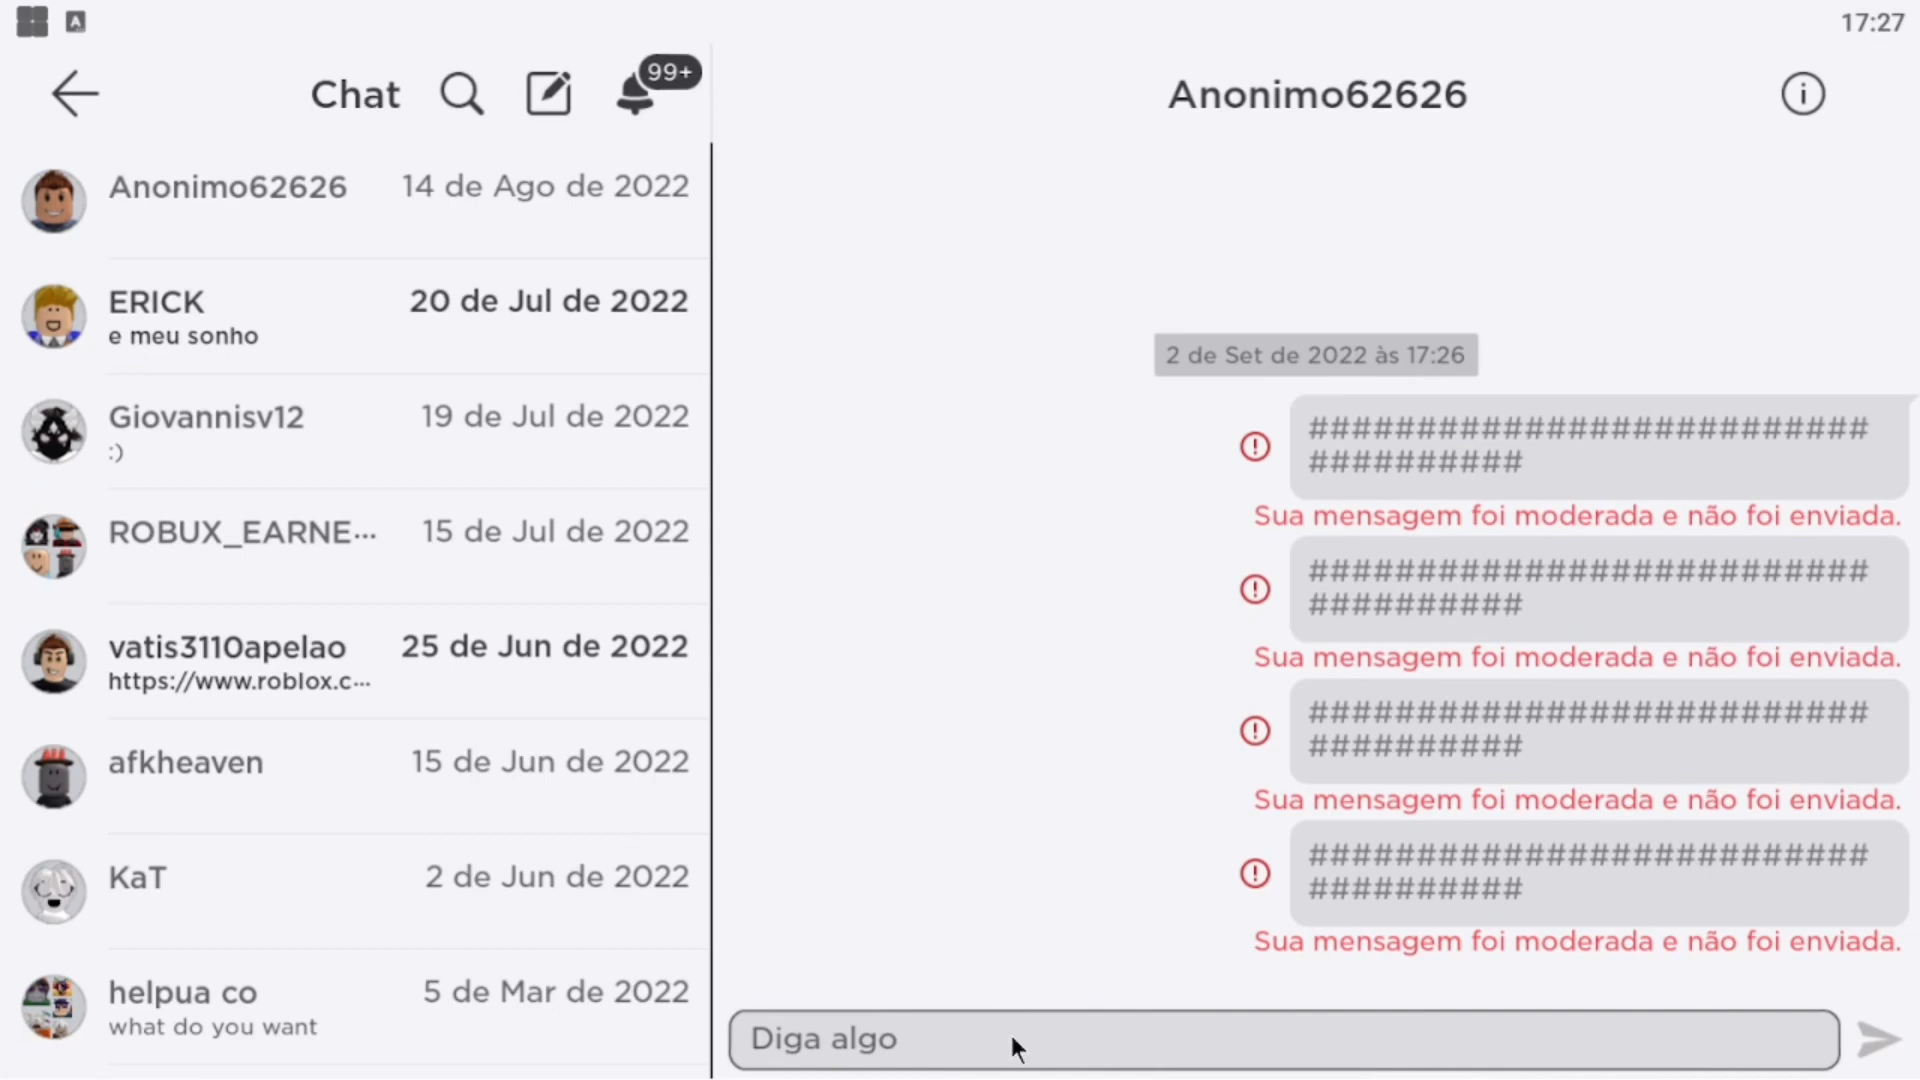 A
17:27
Chat
99+
Anonimo62626
i
Anonimo62626
14 de Ago de 2022
ERICK
20 de Jul de 2022
e meu sonho
Giovannisv12
19 de Jul de 2022
:)
ROBUX_EARNE...
15 de Jul de 2022
vatis3110apelao
25 de Jun de 2022
https://www.roblox.c...
afkheaven
15 de Jun de 2022
KaT
2 de Jun de 2022
helpua co
5 de Mar de 2022
what do you want
2 de Set de 2022 às 17:26
##########################
##########
Sua mensagem foi moderada e não foi enviada.
##########################
##########
Sua mensagem foi moderada e não foi enviada.
##########################
##########
Sua mensagem foi moderada e não foi enviada.
##########################
##########
Sua mensagem foi moderada e não foi enviada.
Diga algo